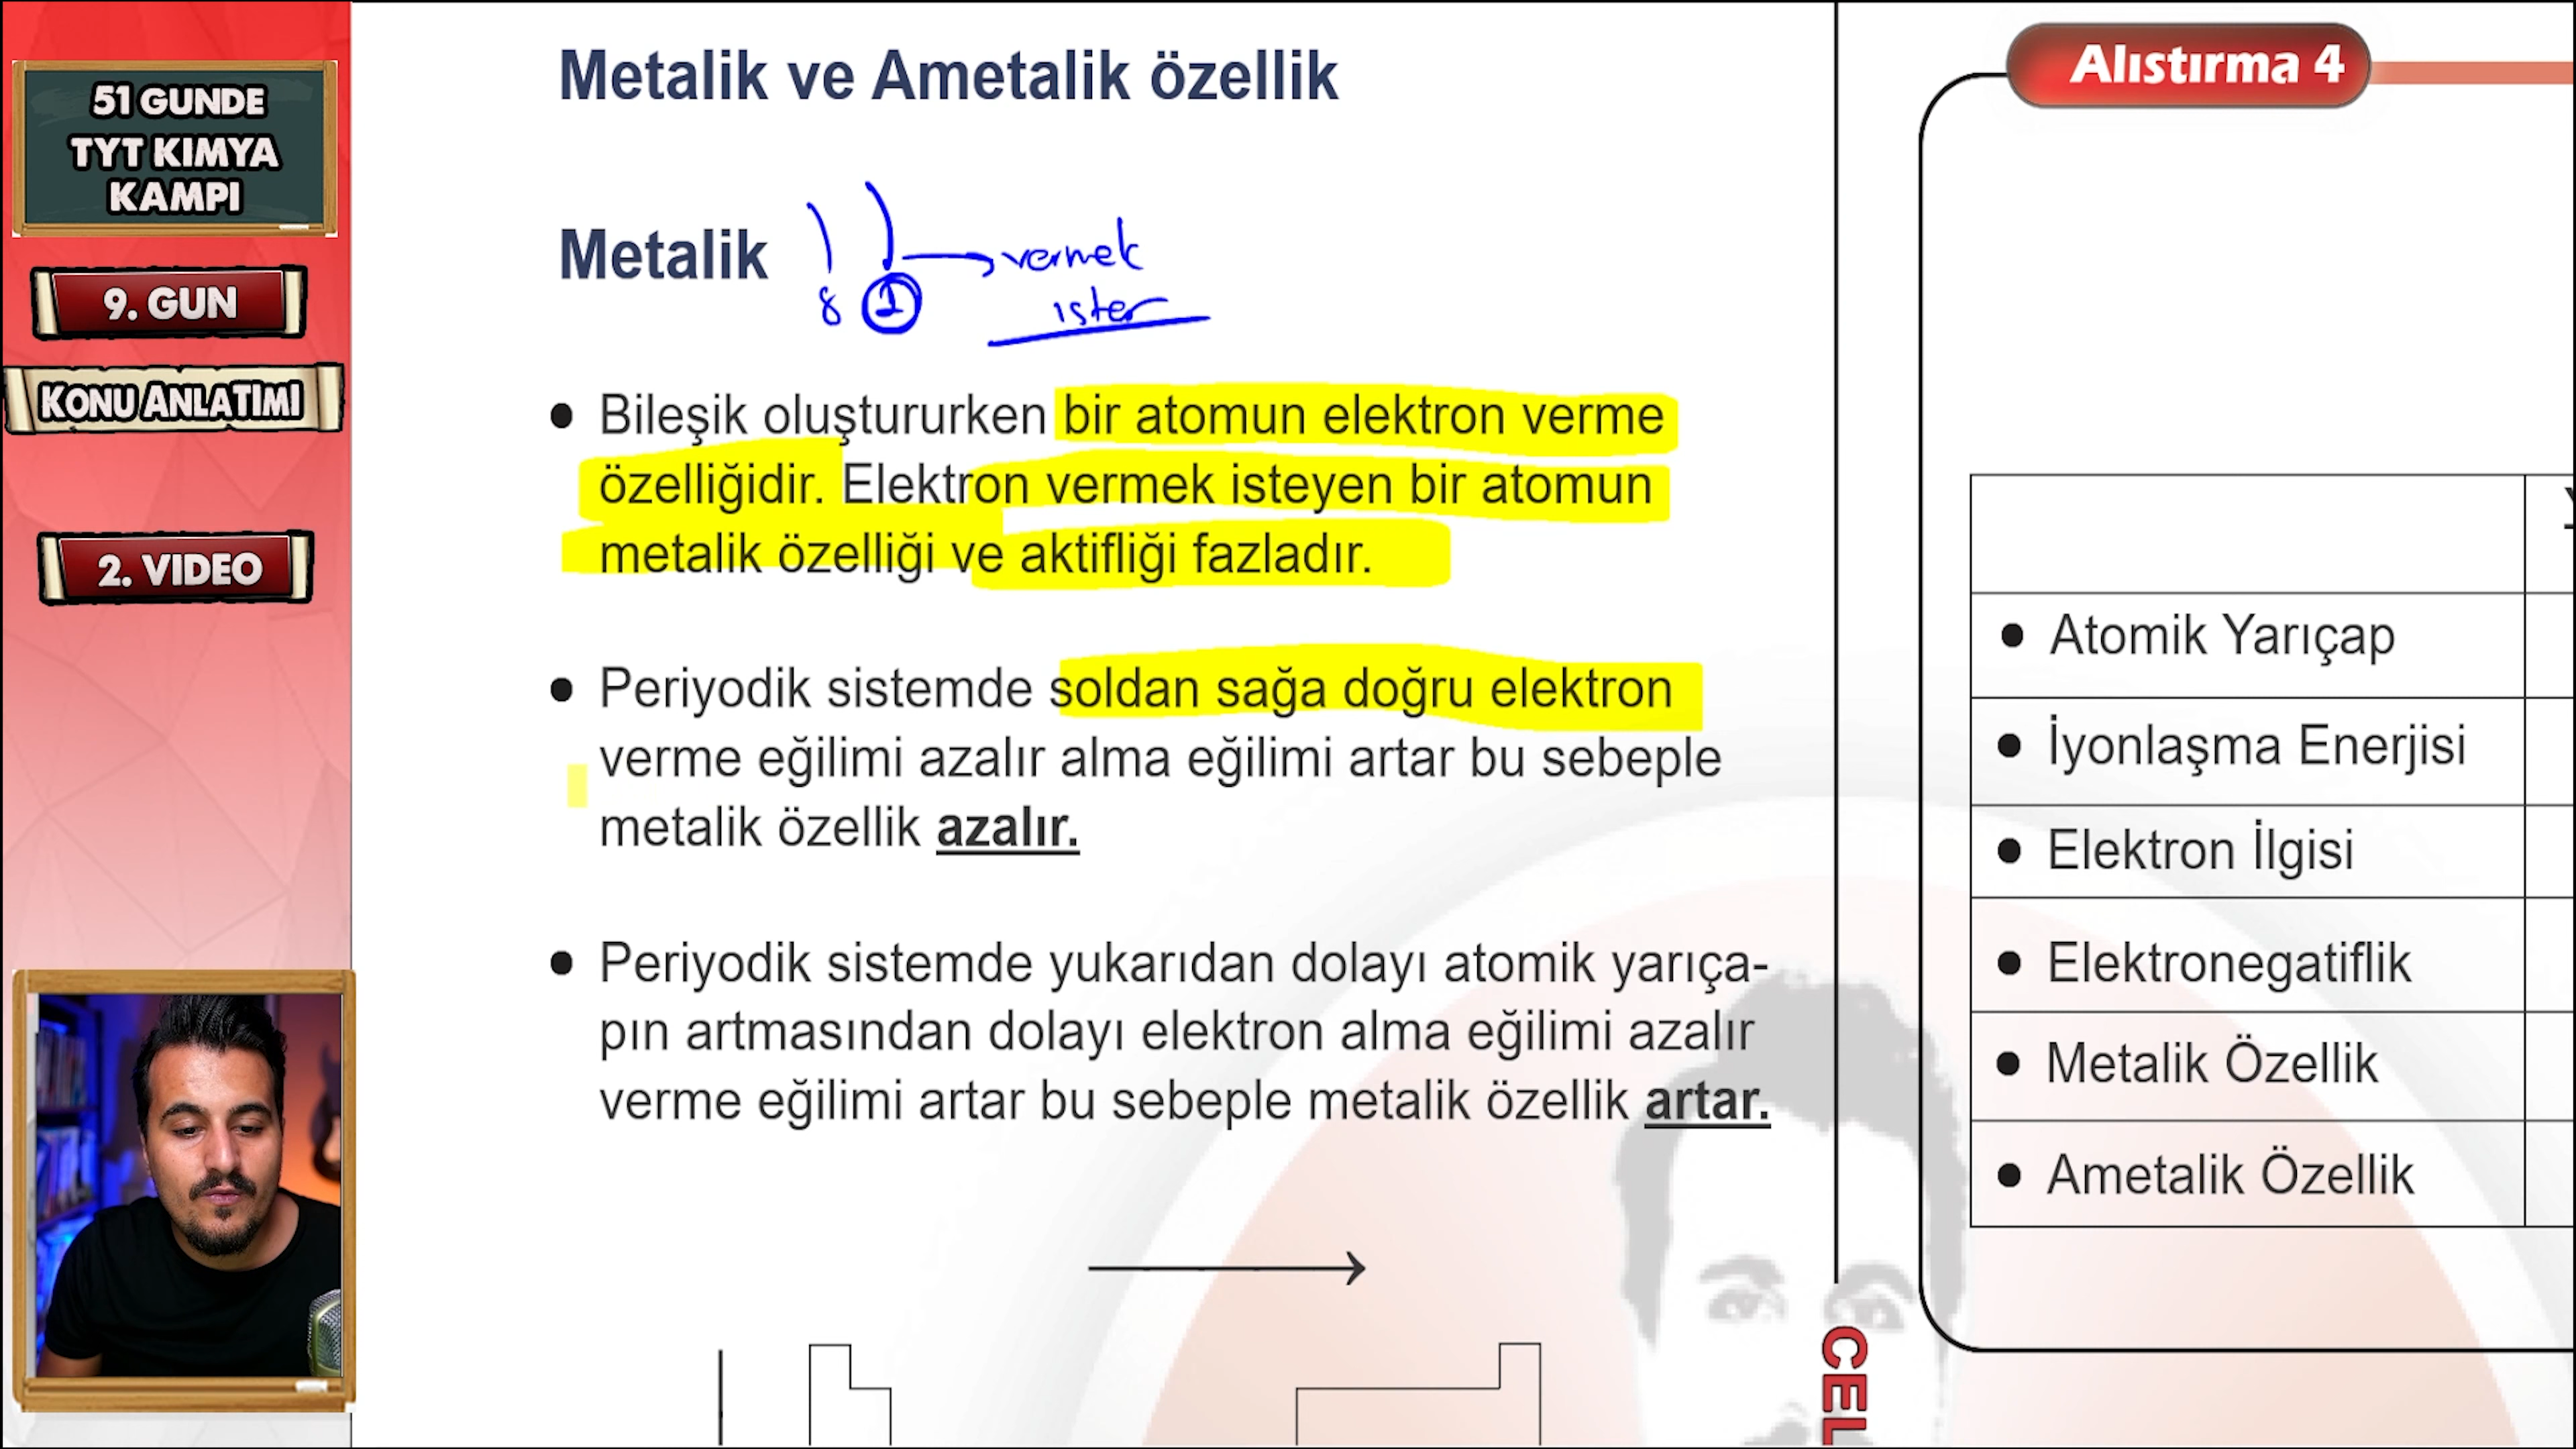 51 GUNDE
TYT KIMYA
KAMPI
9. GUN
KONU ANLATIMI
2. VIDEO
Metalik ve Ametalik özellik
Metalik
8 1 vermek
ister
• Bileşik oluştururken bir atomun elektron verme
özelliğidir. Elektron vermek isteyen bir atomun
metalik özelliği ve aktifliği fazladır.
• Periyodik sistemde soldan sağa doğru elektron
verme eğilimi azalır alma eğilimi artar bu sebeple
metalik özellik azalır.
• Periyodik sistemde yukarıdan dolayı atomik yarıça-
pın artmasından dolayı elektron alma eğilimi azalır
verme eğilimi artar bu sebeple metalik özellik artar.
Alıstırma 4
• Atomik Yarıçap
• İyonlaşma Enerjisi
• Elektron İlgisi
• Elektronegatiflik
• Metalik Özellik
• Ametalik Özellik
CEL